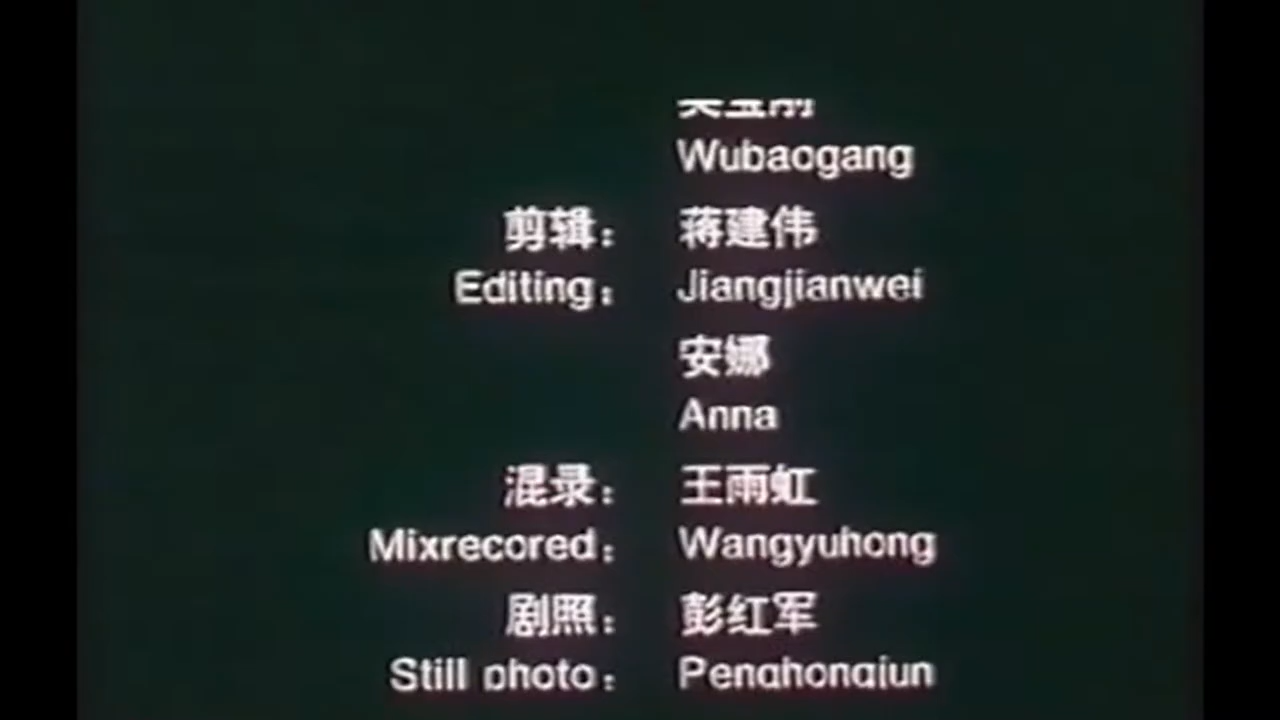 Wubaogang
剪辑： 蒋建伟
Editing： Jiangjianwei
安娜
Anna
混录： 王雨虹
Mixrecored： Wangyuhong
剧照： 彭红军
Still photo： Penghongjun